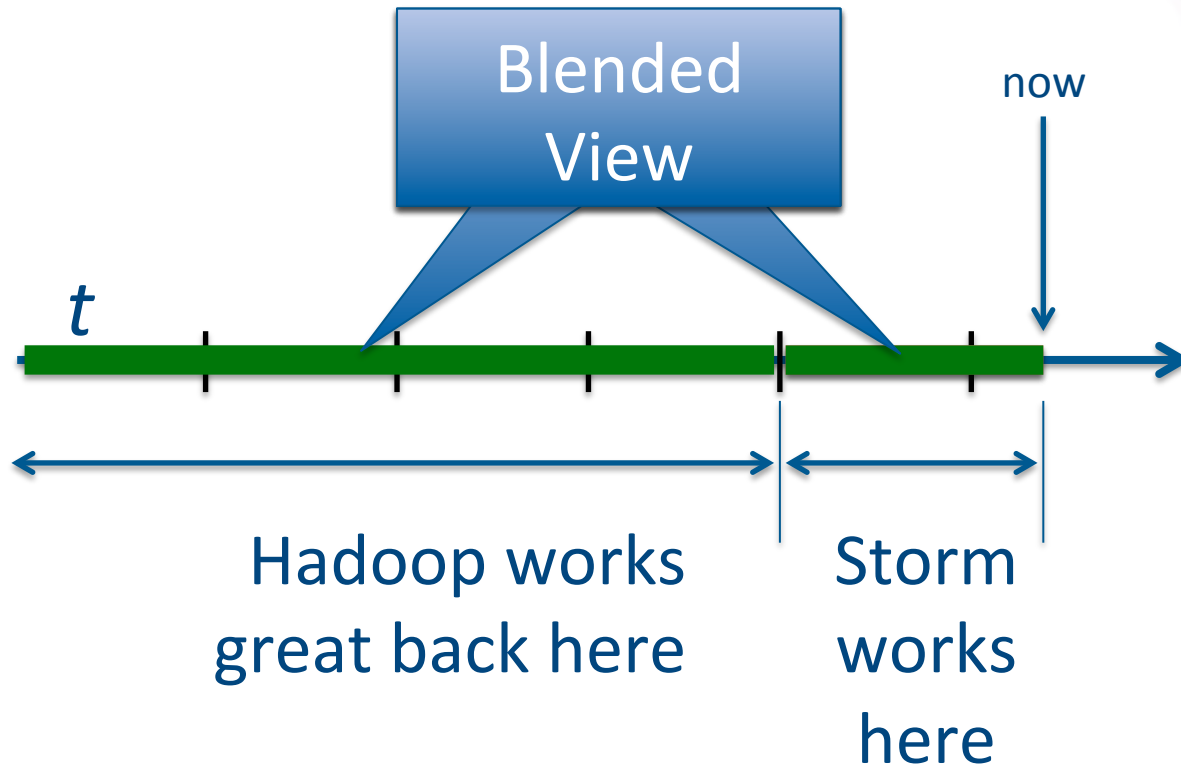 Blended
View
now
t
Hadoop works
great back here
Storm
works
here